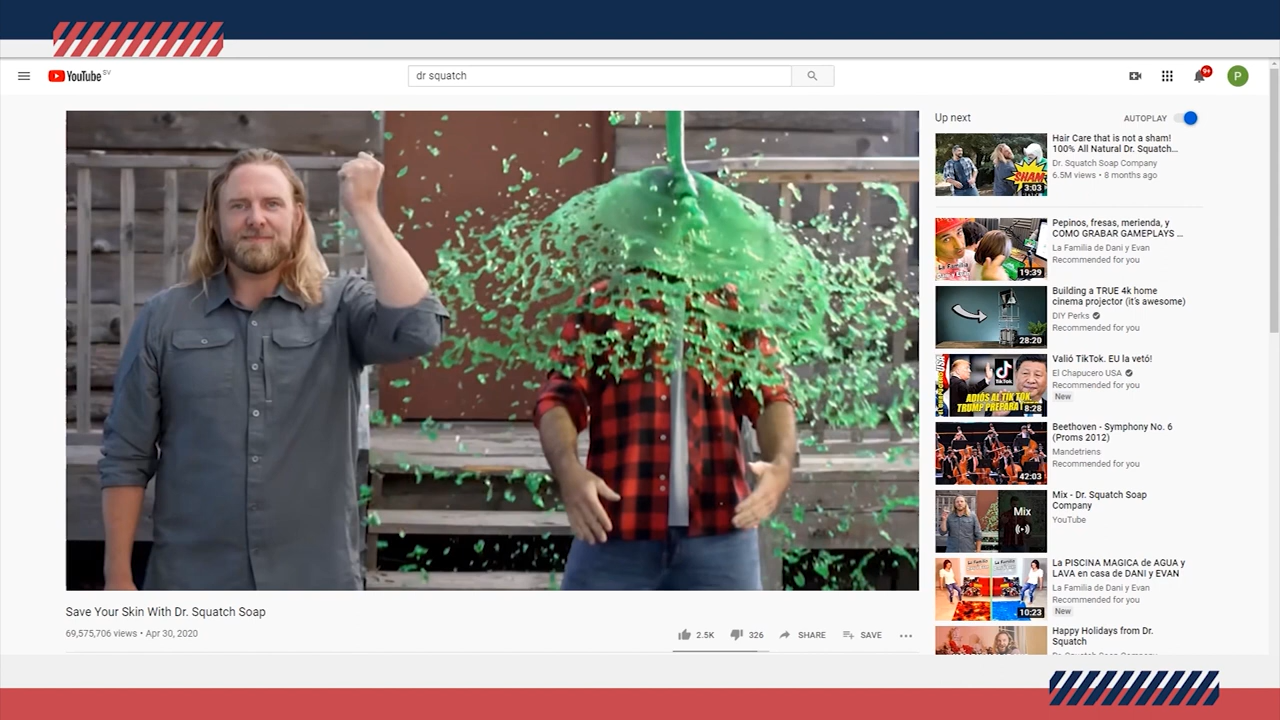 YouTube SV
dr squatch
9+
P
Up next
AUTOPLAY
SHAM
3:03
Hair Care that is not a sham!
100% All Natural Dr. Squatch...
Dr. Squatch Soap Company
6.5M views • 8 months ago
La Familia
19:39
Pepinos, fresas, merienda, y
COMO GRABAR GAMEPLAYS ...
La Familia de Dani y Evan
Recommended for you
28:20
Building a TRUE 4k home
cinema projector (it's awesome)
DIY Perks
Recommended for you
TikTok
ADIÓS AL TIK TOK
TRUMP PREPARA
8:28
Valió TikTok. EU la vetó!
El Chapucero USA
Recommended for you
New
42:03
Beethoven - Symphony No. 6
(Proms 2012)
Mandetriens
Recommended for you
Mix
Mix - Dr. Squatch Soap
Company
YouTube
10:23
La PISCINA MAGICA de AGUA y
LAVA en casa de DANI y EVAN
La Familia de Dani y Evan
Recommended for you
New
Happy Holidays from Dr.
Squatch
Save Your Skin With Dr. Squatch Soap
69,575,706 views • Apr 30, 2020
2.5K
326
SHARE
SAVE